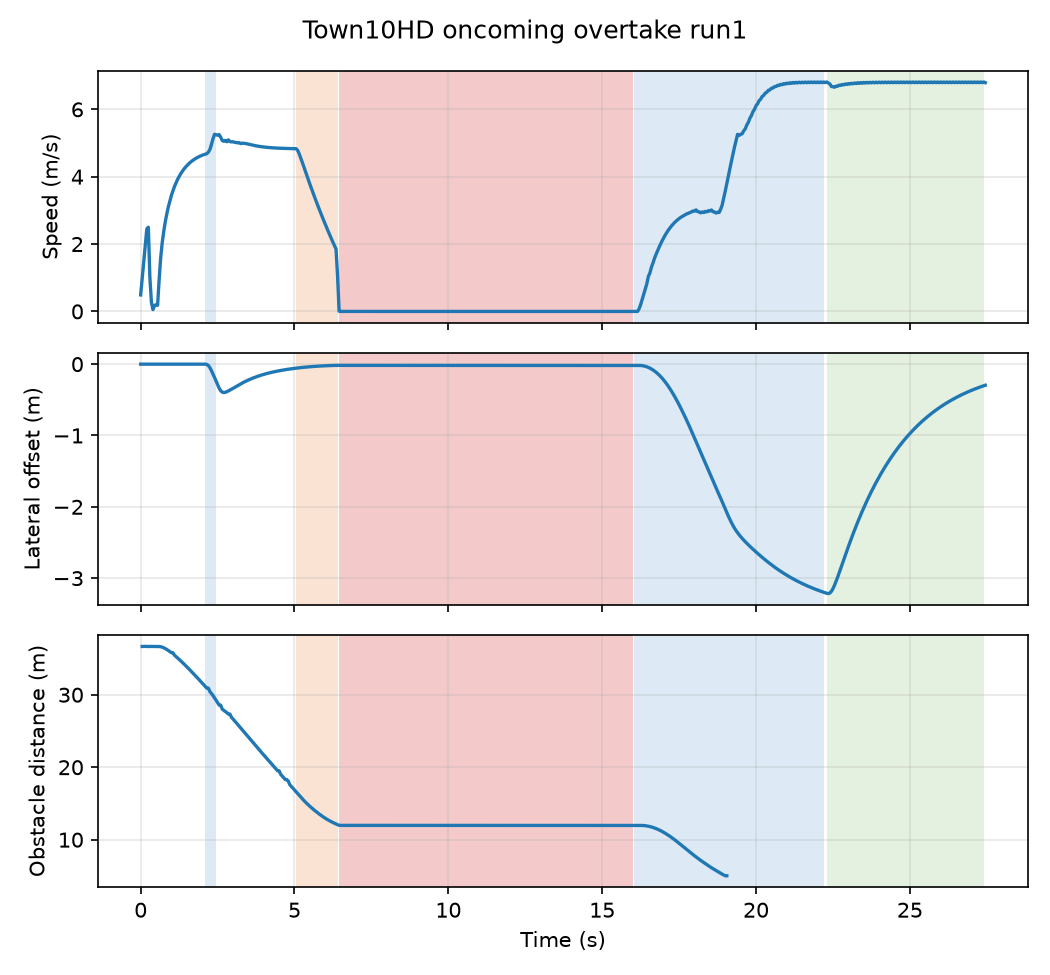 Town10HD oncoming overtake run1
Speed (m/s)
6
4
2
0
Lateral offset (m)
0
−1
−2
−3
Obstacle distance (m)
30
20
10
0 5 10 15 20 25
Time (s)